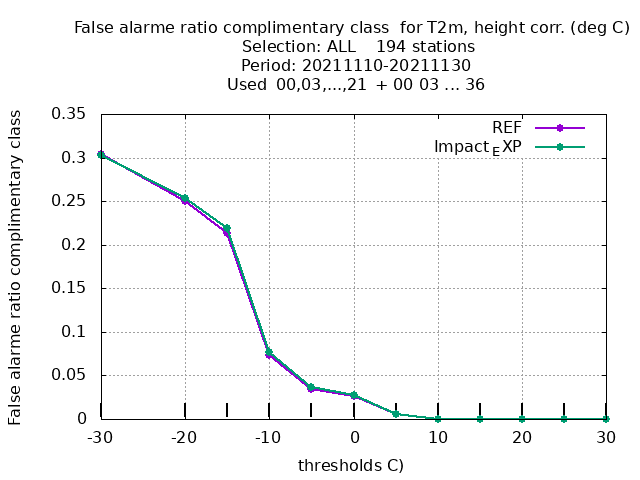 False alarme ratio complimentary class  for T2m, height corr. (deg C)
Selection: ALL    194 stations
Period: 20211110-20211130
Used  00,03,...,21  + 00 03 ... 36
False alarme ratio complimentary class
0.35
0.3
0.25
0.2
0.15
0.1
0.05
0
REF
Impact_EXP
-30 -20 -10 0 10 20 30
thresholds C)